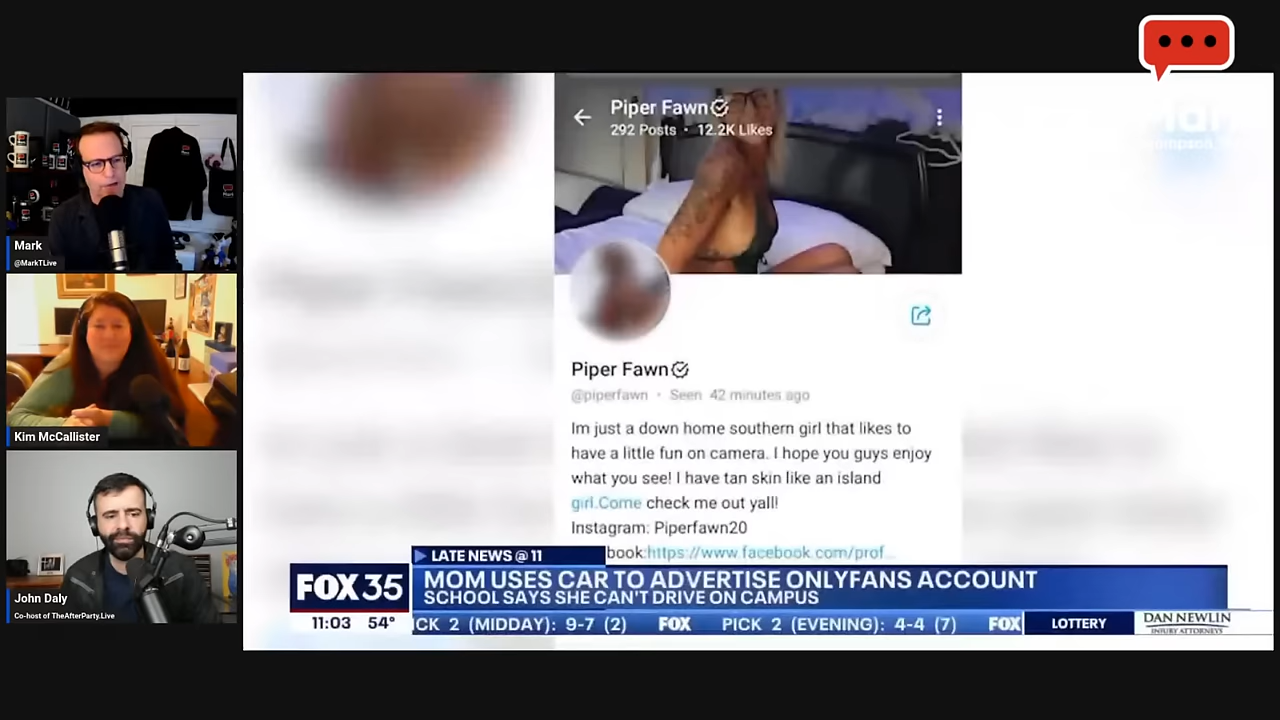 Mark
@MarkTLive
Kim McCallister
John Daly
Co-host of TheAfterParty.Live
Piper Fawn
292 Posts · 12.2K Likes
Piper Fawn
@piperfawn · Seen 42 minutes ago
Im just a down home southern girl that likes to
have a little fun on camera. I hope you guys enjoy
what you see! I have tan skin like an island
girl.Come check me out yall!
Instagram: Piperfawn20
book:https://www.facebook.com/prof...
LATE NEWS @ 11
FOX 35
MOM USES CAR TO ADVERTISE ONLYFANS ACCOUNT
SCHOOL SAYS SHE CAN'T DRIVE ON CAMPUS
11:03 54°
ICK 2 (MIDDAY): 9-7 (2) FOX PICK 2 (EVENING): 4-4 (7) FOX
LOTTERY
DAN NEWLIN
INJURY ATTORNEYS